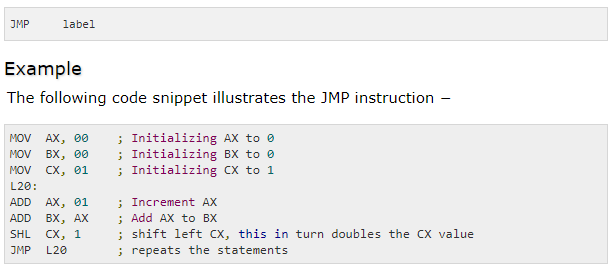 JMP     label
Example
The following code snippet illustrates the JMP instruction −
MOV  AX, 00    ; Initializing AX to 0
MOV  BX, 00    ; Initializing BX to 0
MOV  CX, 01    ; Initializing CX to 1
L20:
ADD  AX, 01    ; Increment AX
ADD  BX, AX    ; Add AX to BX
SHL  CX, 1     ; shift left CX, this in turn doubles the CX value
JMP  L20       ; repeats the statements